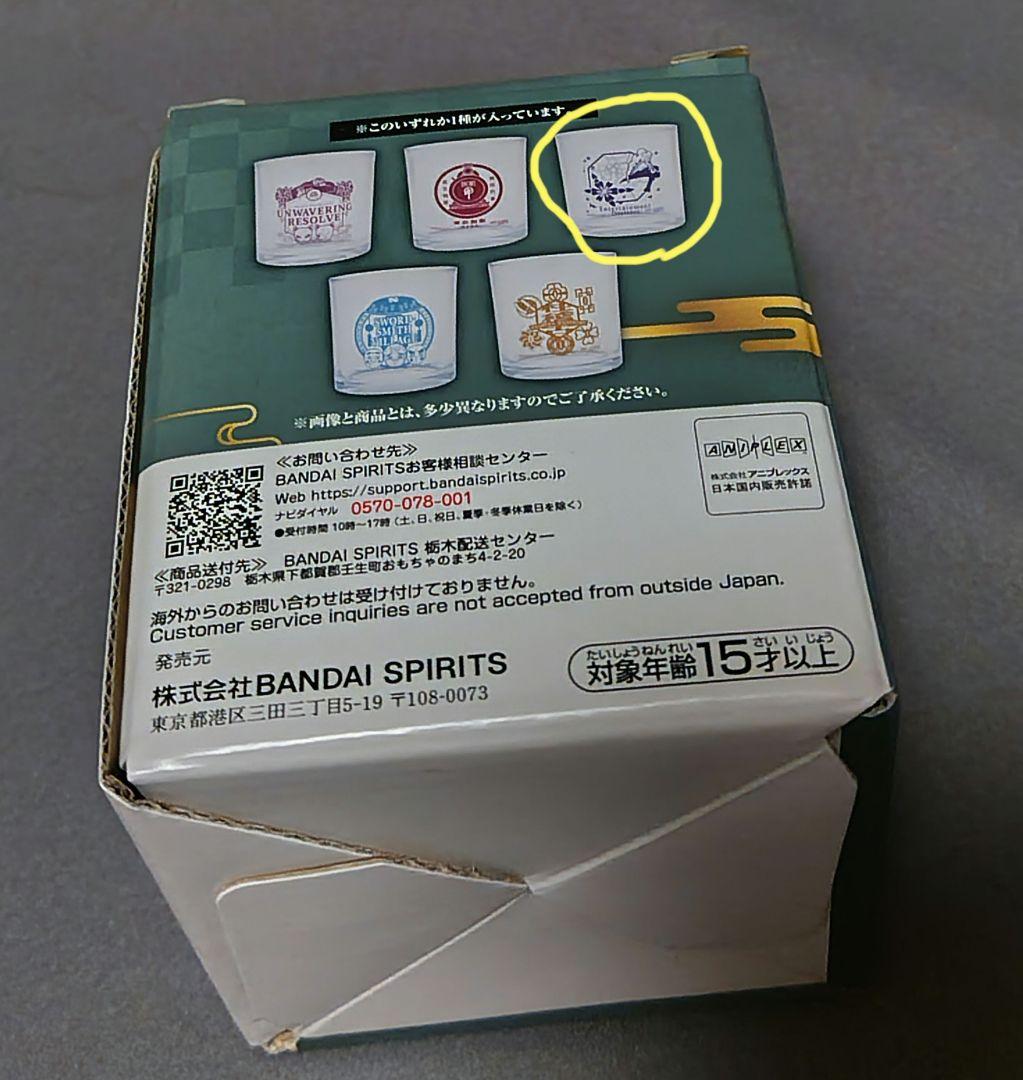 ※このいずれか1種が入っています。
UNWAVERING
RESOLVE
Entertainment
SWORD
SMITH
VILLAGE
※画像と商品とは、多少異なりますのでご了承ください。
≪お問い合わせ先≫
BANDAI SPIRITSお客様相談センター
Web https://support.bandaispirits.co.jp
ナビダイヤル 0570-078-001
●受付時間 10時〜17時（土、日、祝日、夏季・冬季休業日を除く）
≪商品送付先≫ BANDAI SPIRITS 栃木配送センター
〒321-0298 栃木県下都賀郡壬生町おもちゃのまち4-2-20
海外からのお問い合わせは受け付けておりません。
Customer service inquiries are not accepted from outside Japan.
発売元
株式会社BANDAI SPIRITS
東京都港区三田三丁目5-19 〒108-0073
ANIPLEX
株式会社アニプレックス
日本国内販売許諾
たいしょうねんれい さい い じょう
対象年齢15才以上